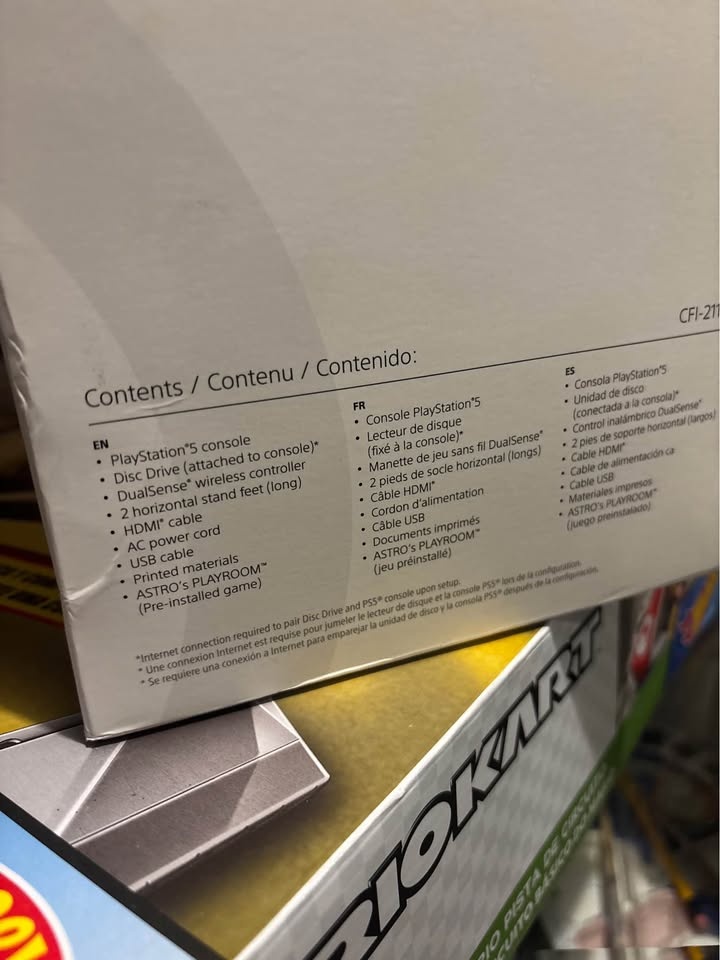 CFI-211
Contents / Contenu / Contenido:
EN
• PlayStation®5 console
• Disc Drive (attached to console)*
• DualSense® wireless controller
• 2 horizontal stand feet (long)
• HDMI® cable
• AC power cord
• USB cable
• Printed materials
• ASTRO's PLAYROOM™
(Pre-installed game)
FR
• Console PlayStation®5
• Lecteur de disque
(fixé à la console)*
• Manette de jeu sans fil DualSense®
• 2 pieds de socle horizontal (longs)
• Câble HDMI®
• Cordon d'alimentation
• Câble USB
• Documents imprimés
• ASTRO's PLAYROOM™
(jeu préinstallé)
ES
• Consola PlayStation®5
• Unidad de disco
(conectada a la consola)*
• Control inalámbrico DualSense®
• 2 pies de soporte horizontal (largos)
• Cable HDMI®
• Cable de alimentación ca
• Cable USB
• Materiales impresos
• ASTRO's PLAYROOM™
(juego preinstalado)
*Internet connection required to pair Disc Drive and PS5® console upon setup.
* Une connexion Internet est requise pour jumeler le lecteur de disque et la console PS5® lors de la configuration.
* Se requiere una conexión a Internet para emparejar la unidad de disco y la consola PS5® después de la configuración.
RIOKART
IO PISTA DE CIRCUIT